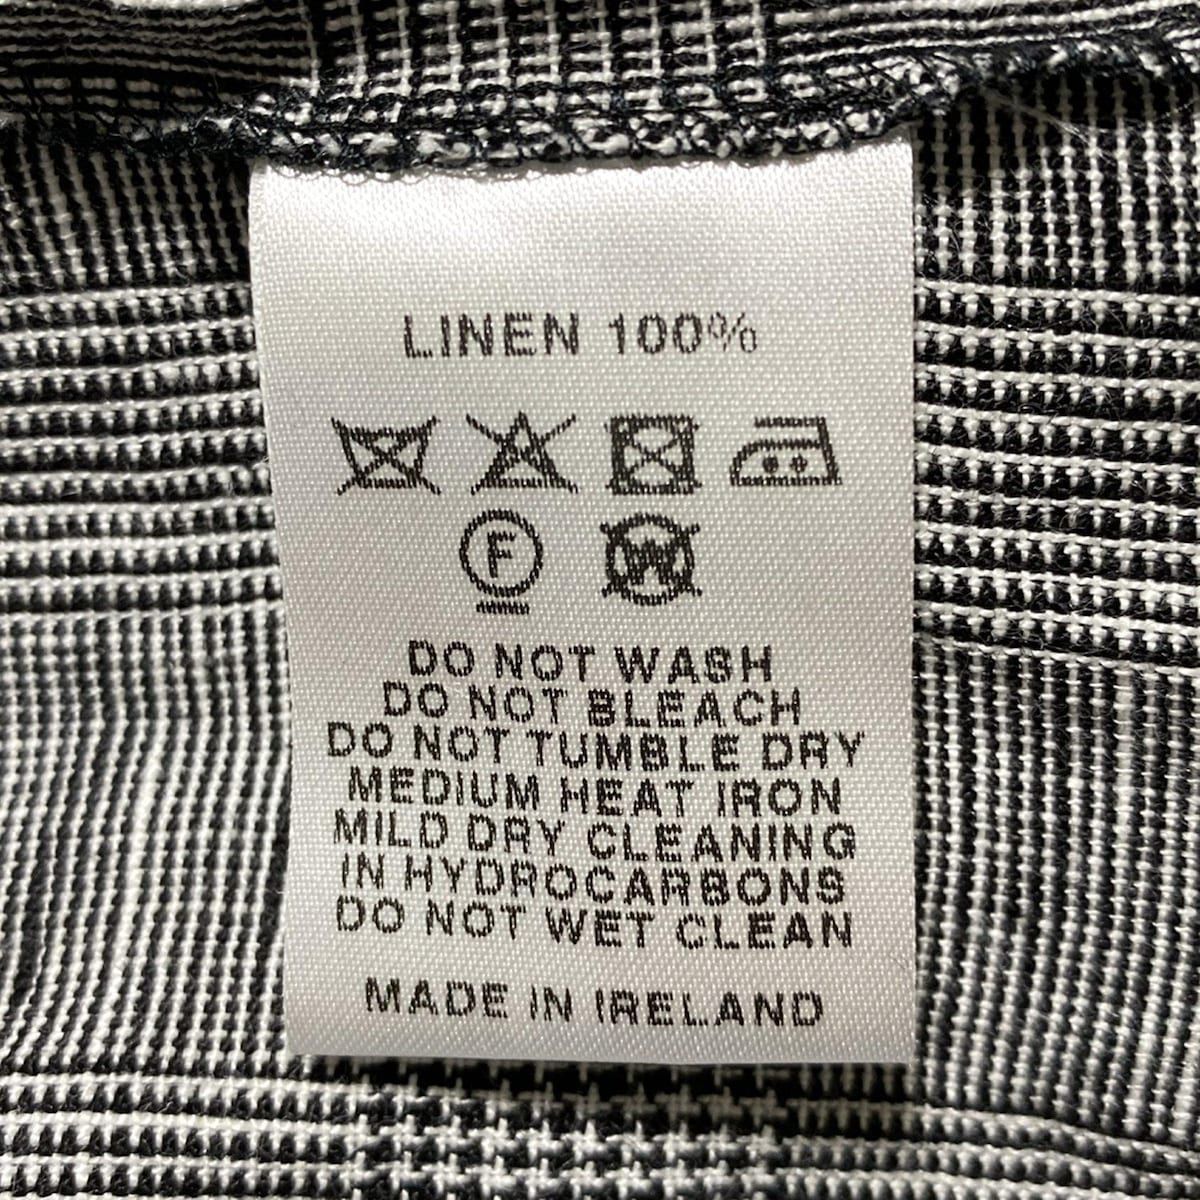 LINEN 100%
F W
DO NOT WASH
DO NOT BLEACH
DO NOT TUMBLE DRY
MEDIUM HEAT IRON
MILD DRY CLEANING
IN HYDROCARBONS
DO NOT WET CLEAN
MADE IN IRELAND